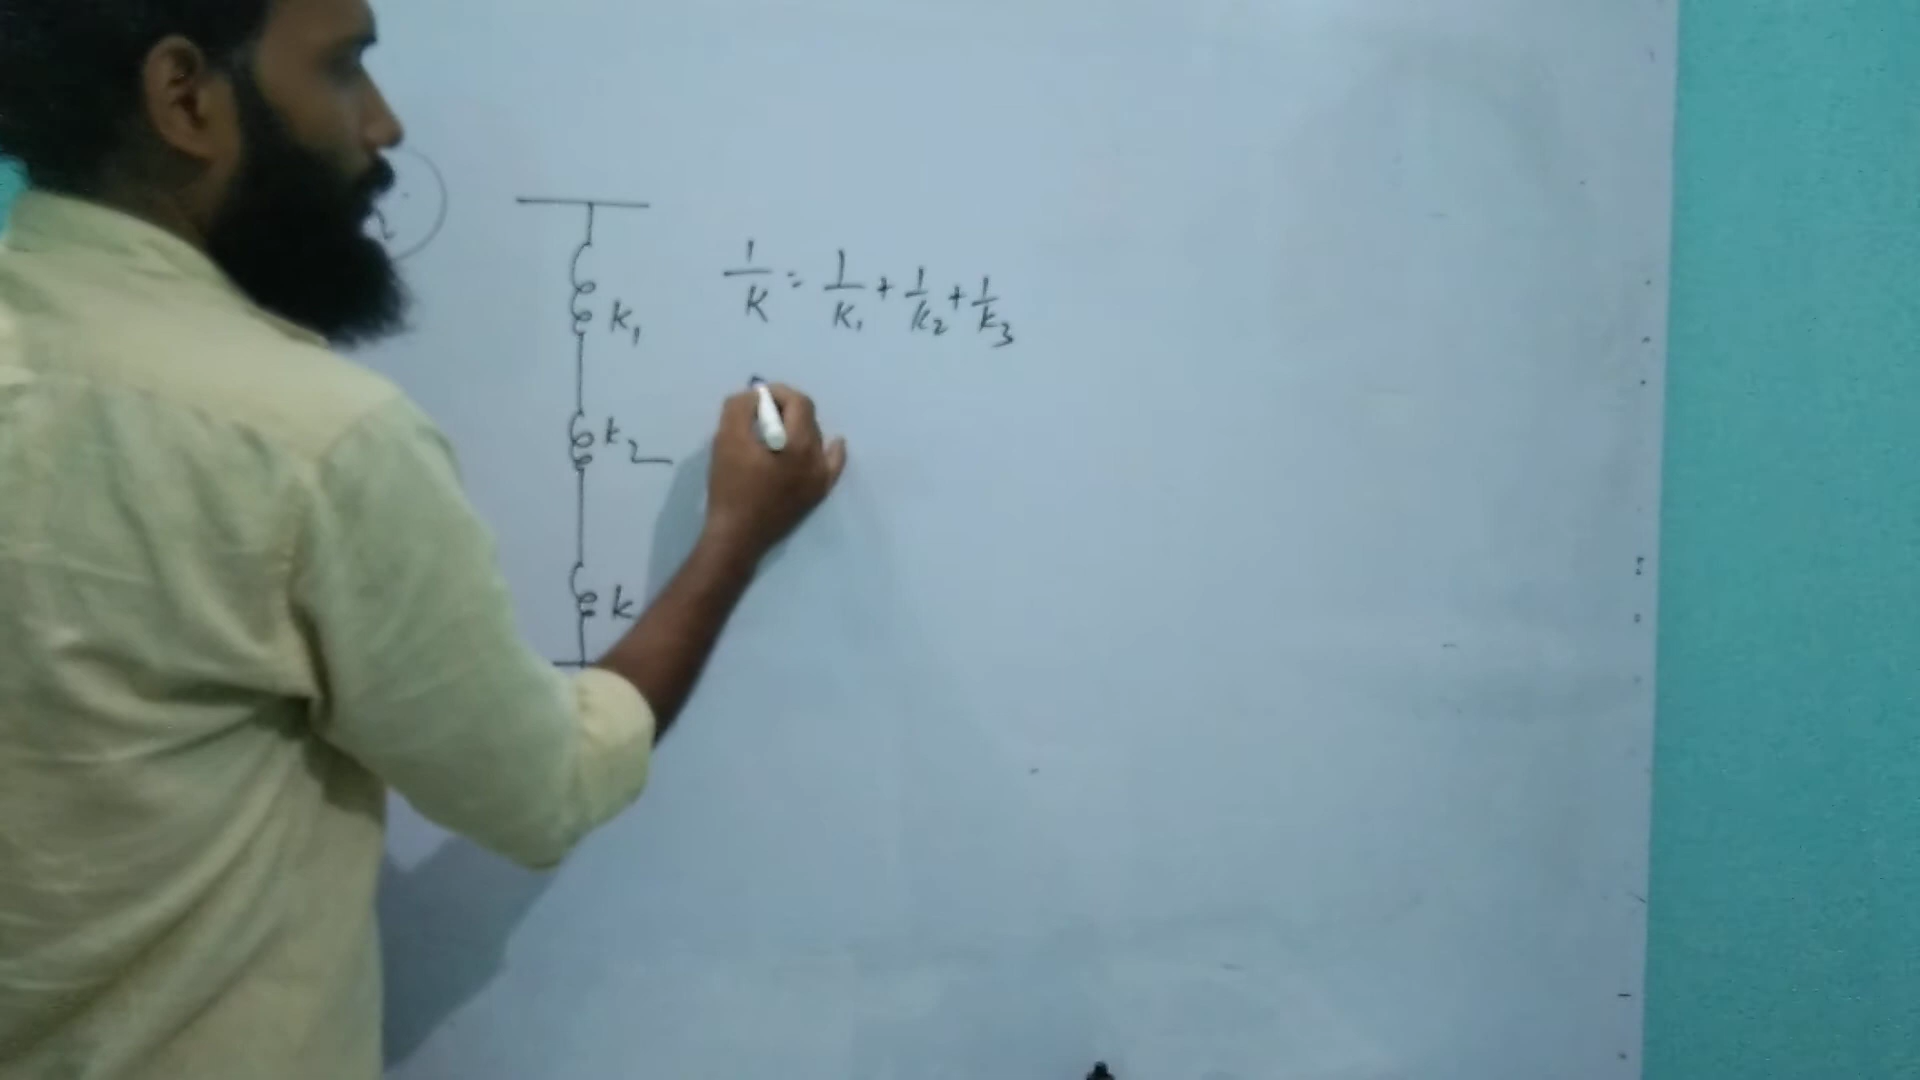 1/K = 1/K₁ + 1/K₂ + 1/K₃
K₁
K₂
K